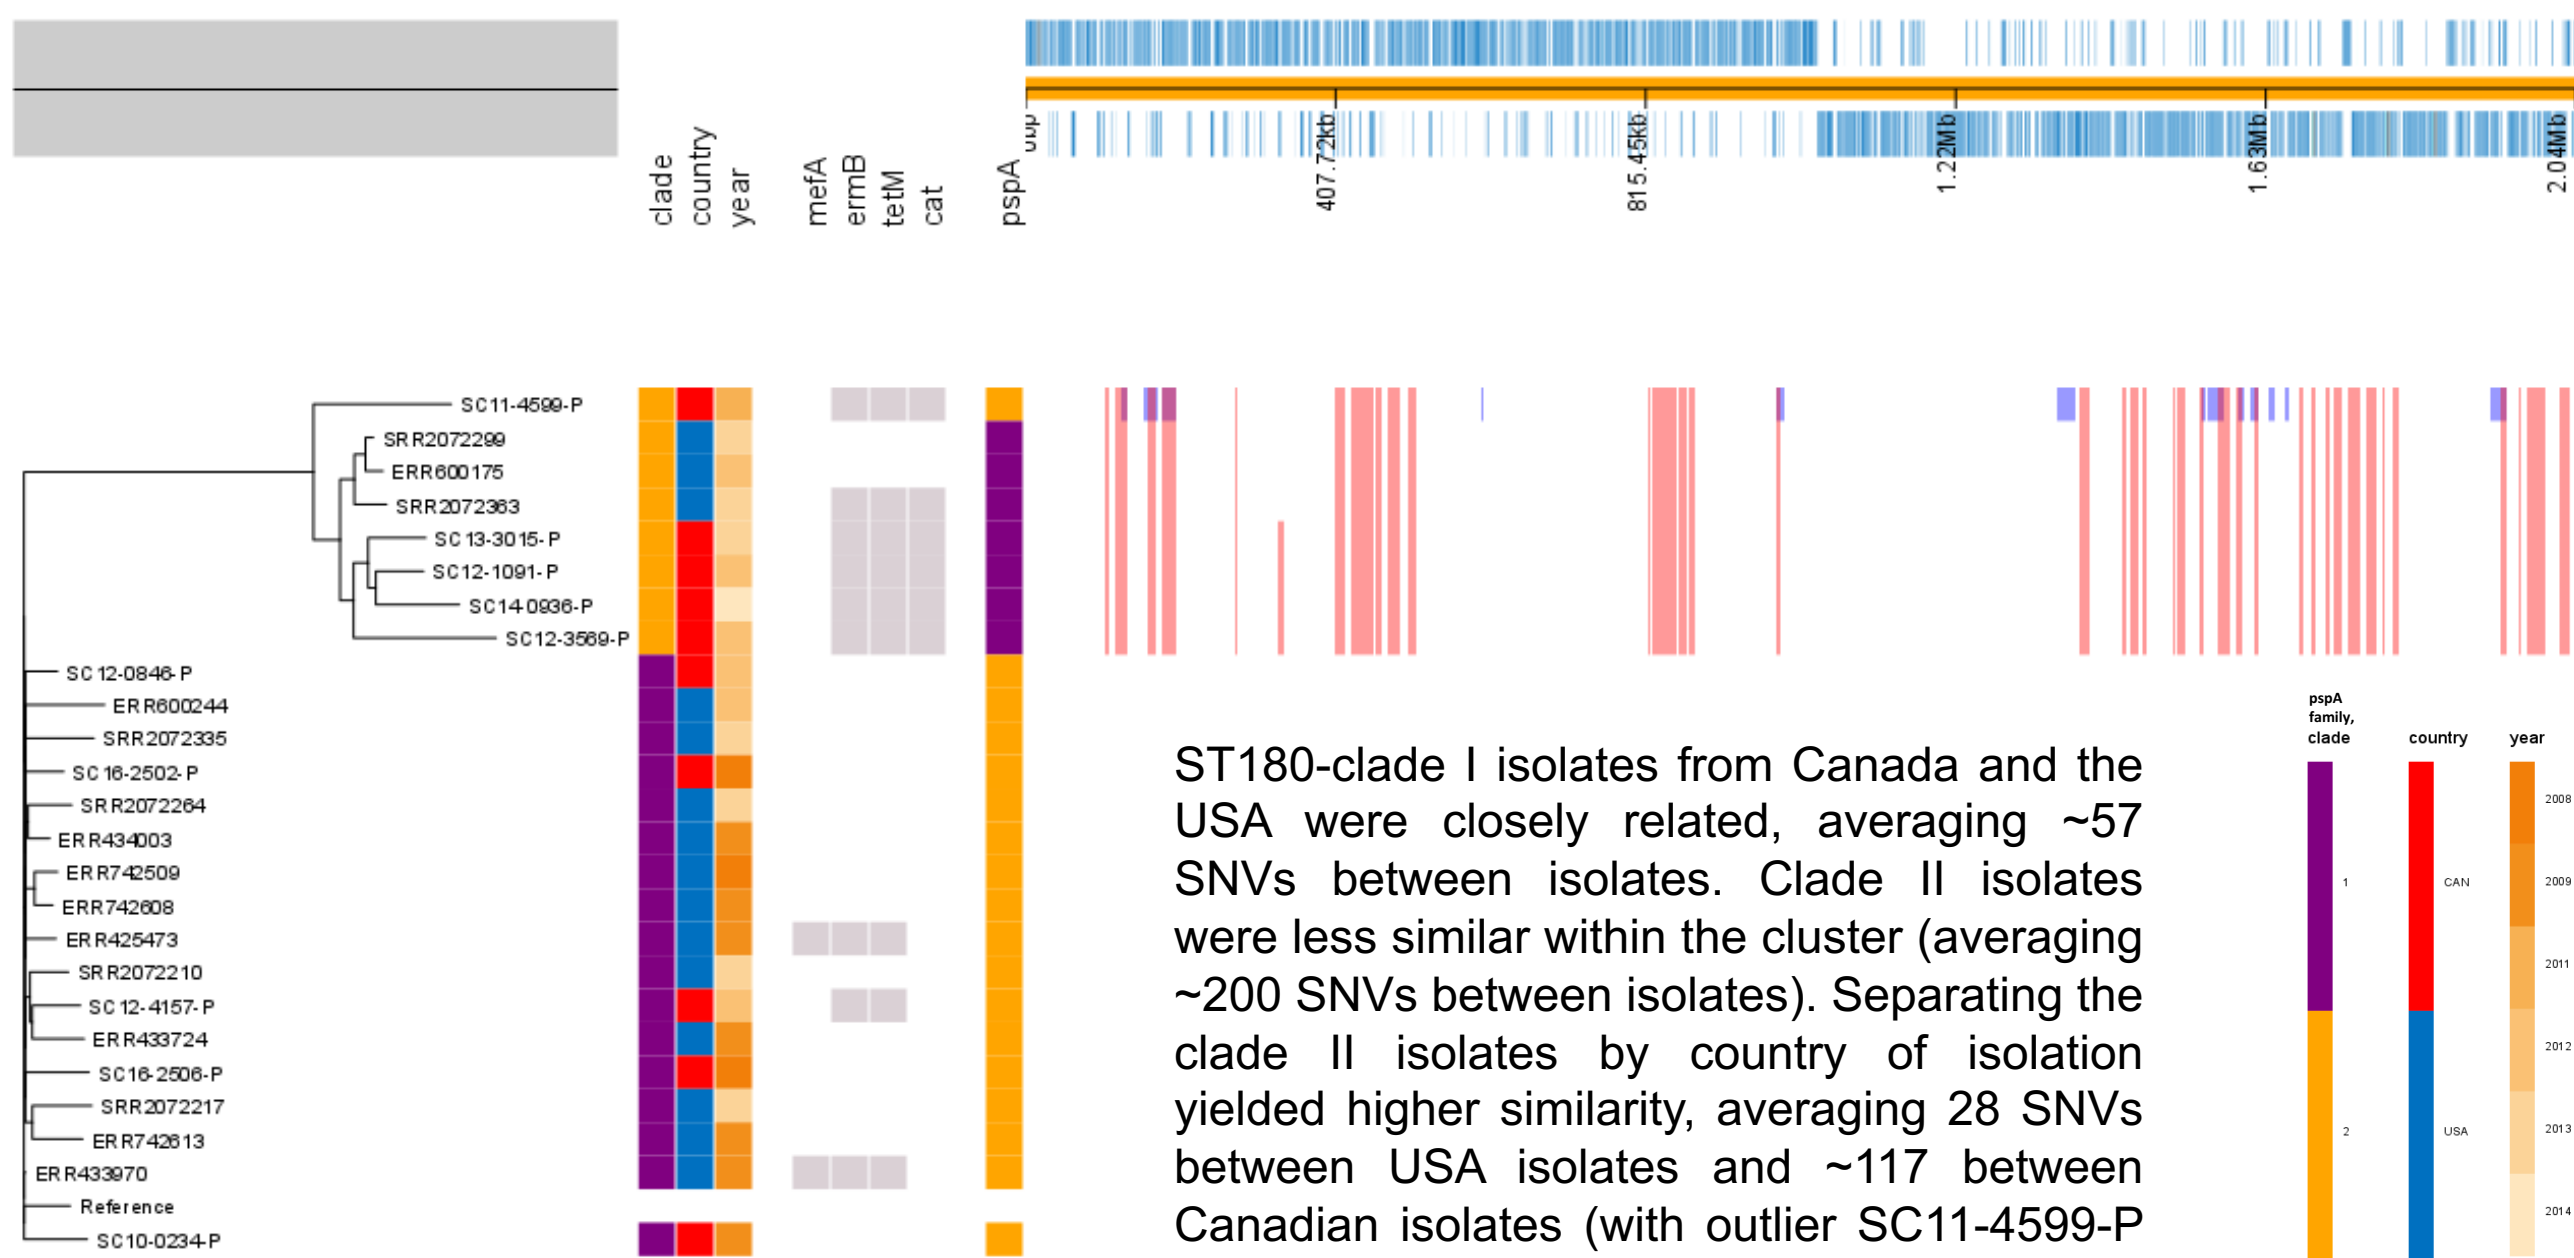 clade
country
year
mefA
ermB
tetM
cat
pspA
0bp
407.72kb
815.45kb
1.22Mb
1.63Mb
2.04Mb
SC11-4599-P
SRR2072299
ERR600175
SRR2072363
SC13-3015-P
SC12-1091-P
SC14-0936-P
SC12-3569-P
SC12-0846-P
ERR600244
SRR2072335
SC16-2502-P
SRR2072264
ERR434003
ERR742509
ERR742608
ERR425473
SRR2072210
SC12-4157-P
ERR433724
SC16-2506-P
SRR2072217
ERR742613
ERR433970
Reference
SC10-0234-P
ST180-clade I isolates from Canada and the
USA were closely related, averaging ~57
SNVs between isolates. Clade II isolates
were less similar within the cluster (averaging
~200 SNVs between isolates). Separating the
clade II isolates by country of isolation
yielded higher similarity, averaging 28 SNVs
between USA isolates and ~117 between
Canadian isolates (with outlier SC11-4599-P
pspA
family,
clade
1
2
country
CAN
USA
year
2008
2009
2011
2012
2013
2014